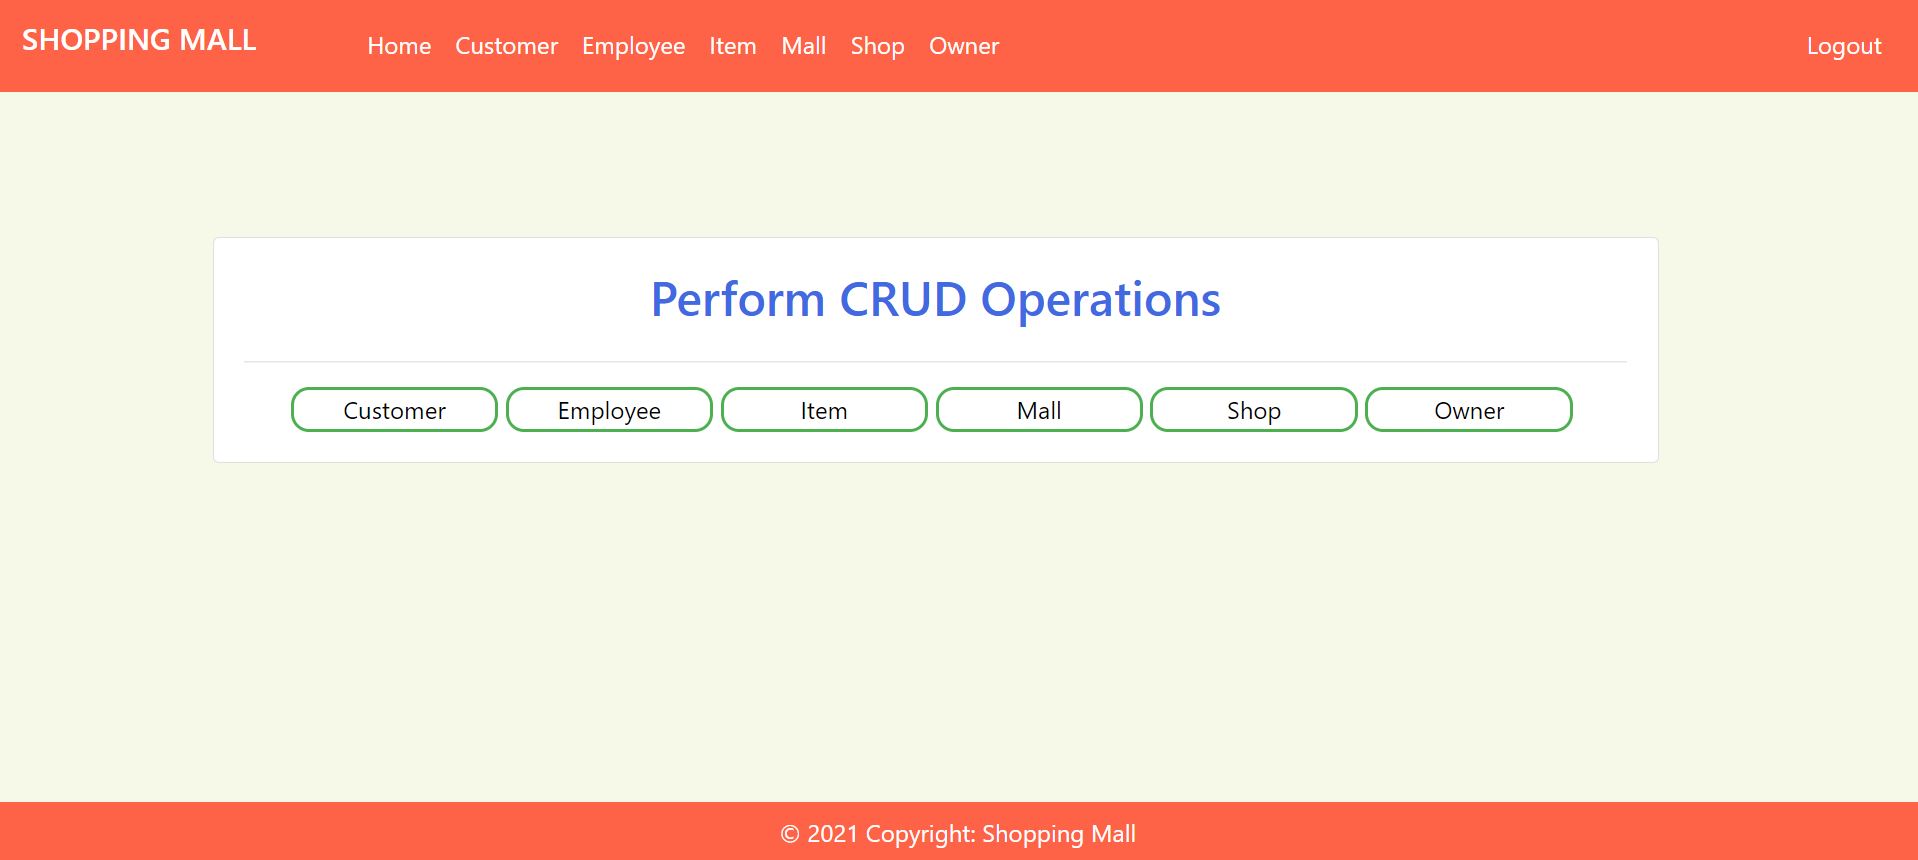 SHOPPING MALL Home Customer Employee Item Mall Shop Owner Logout
Perform CRUD Operations
Customer Employee Item Mall Shop Owner
© 2021 Copyright: Shopping Mall